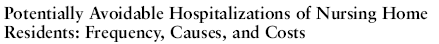 Potentially Avoidable Hospitalizations of Nursing Home
Residents: Frequency, Causes, and Costs